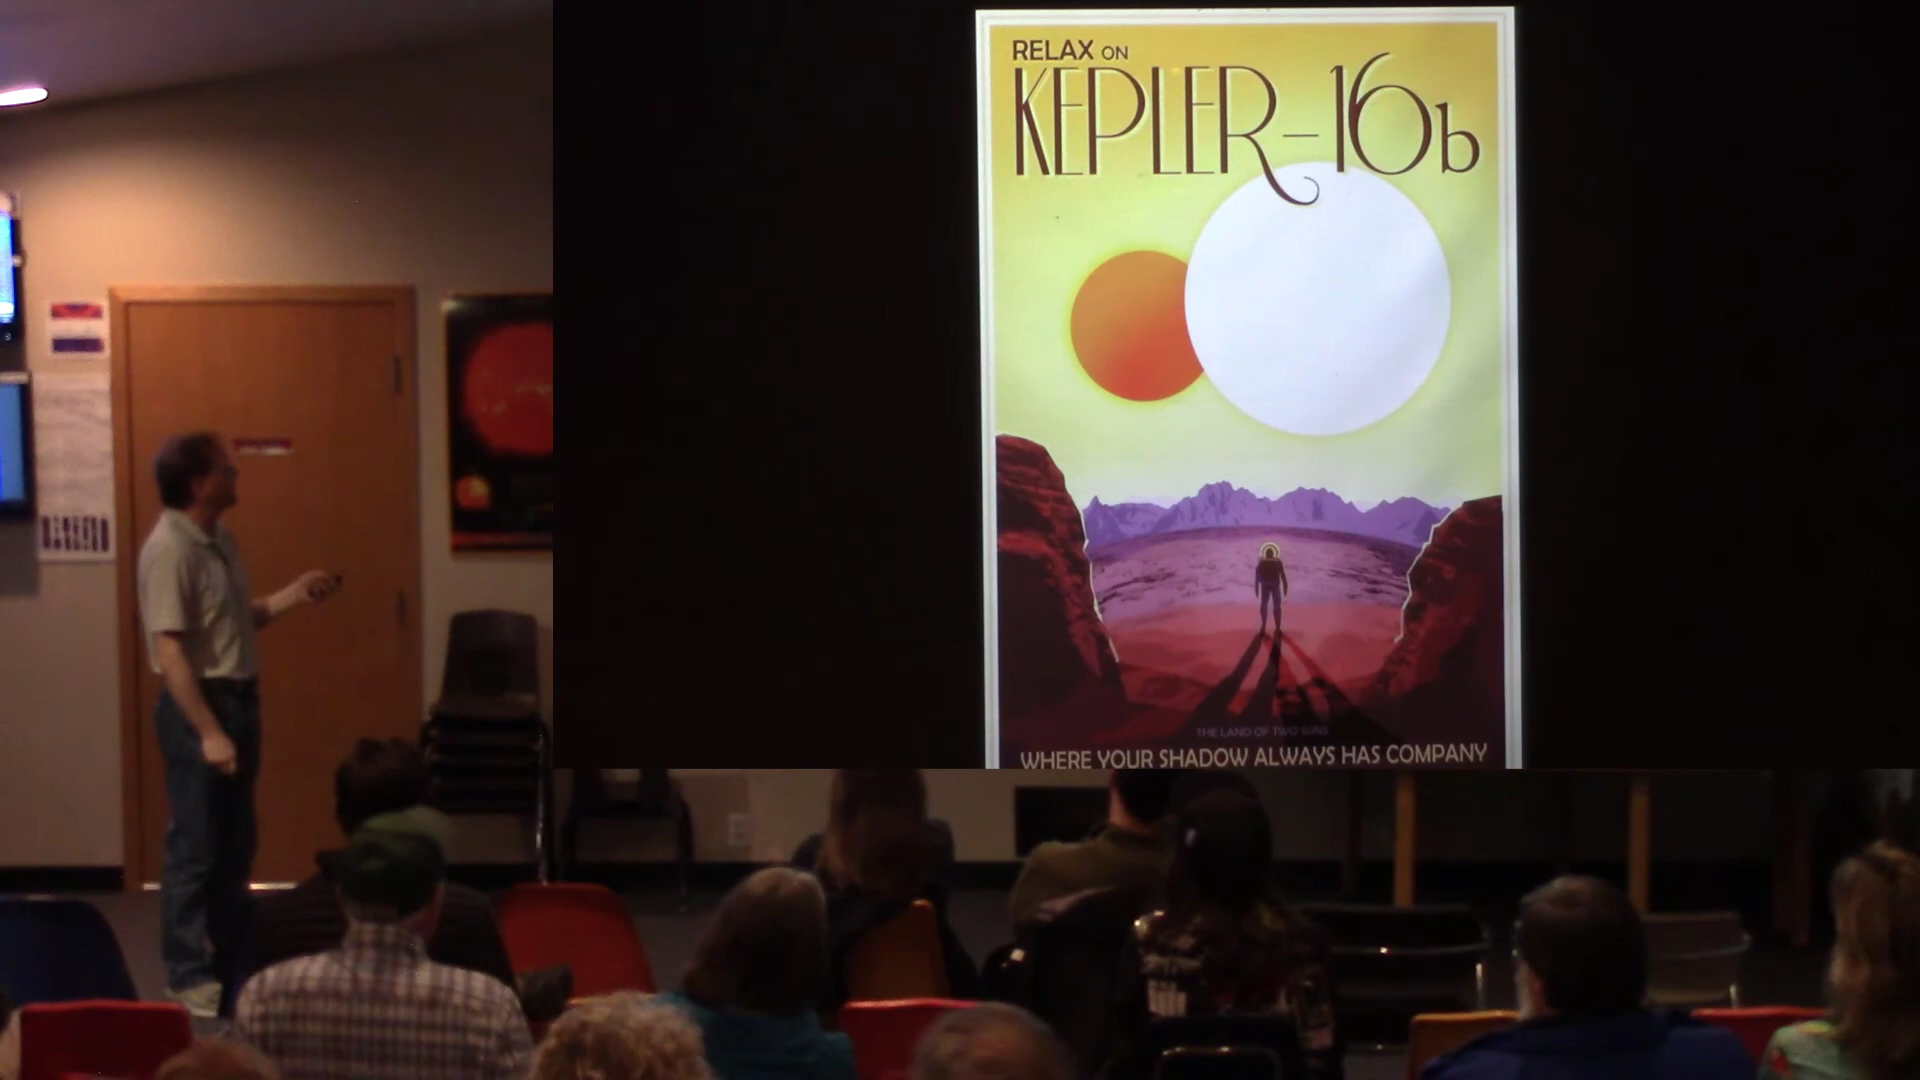 RELAX ON
KEPLER-16b
THE LAND OF TWO SUNS
WHERE YOUR SHADOW ALWAYS HAS COMPANY